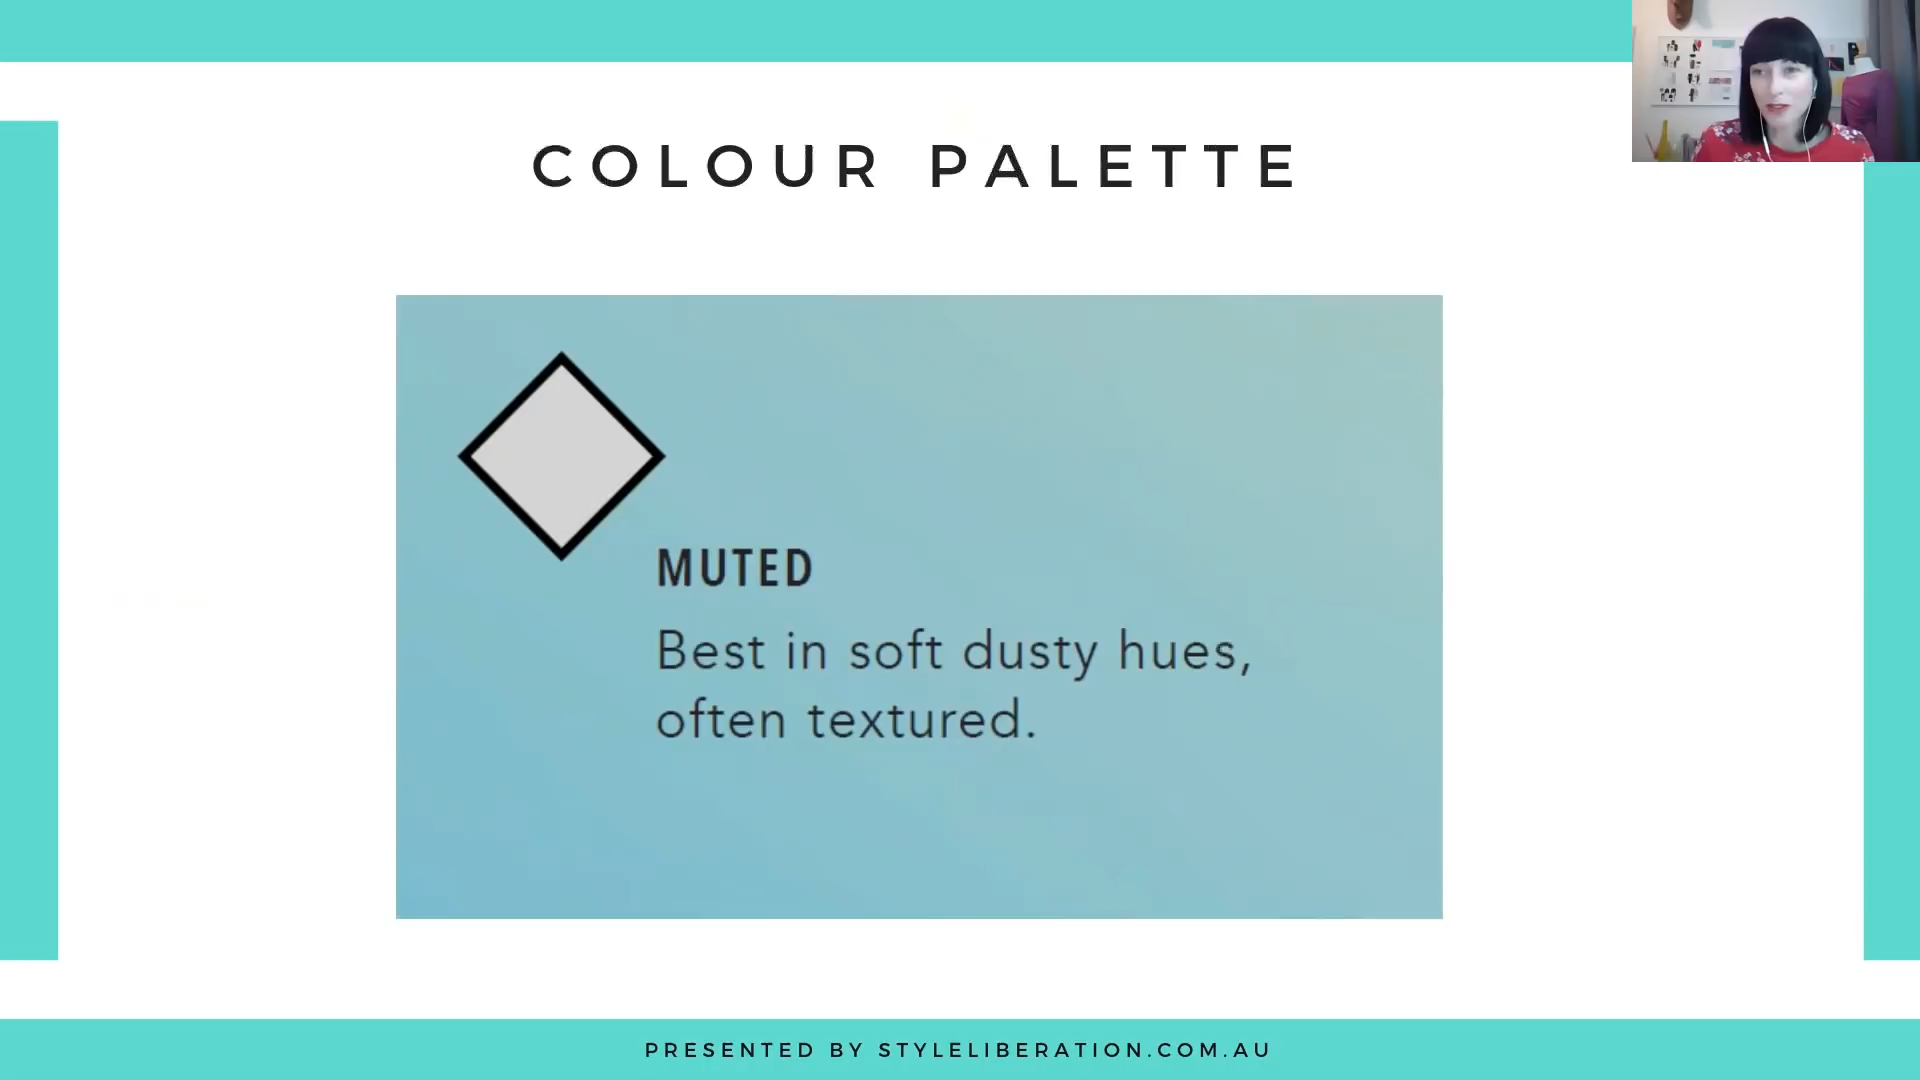 COLOUR PALETTE
MUTED
Best in soft dusty hues,
often textured.
PRESENTED BY STYLELIBERATION.COM.AU